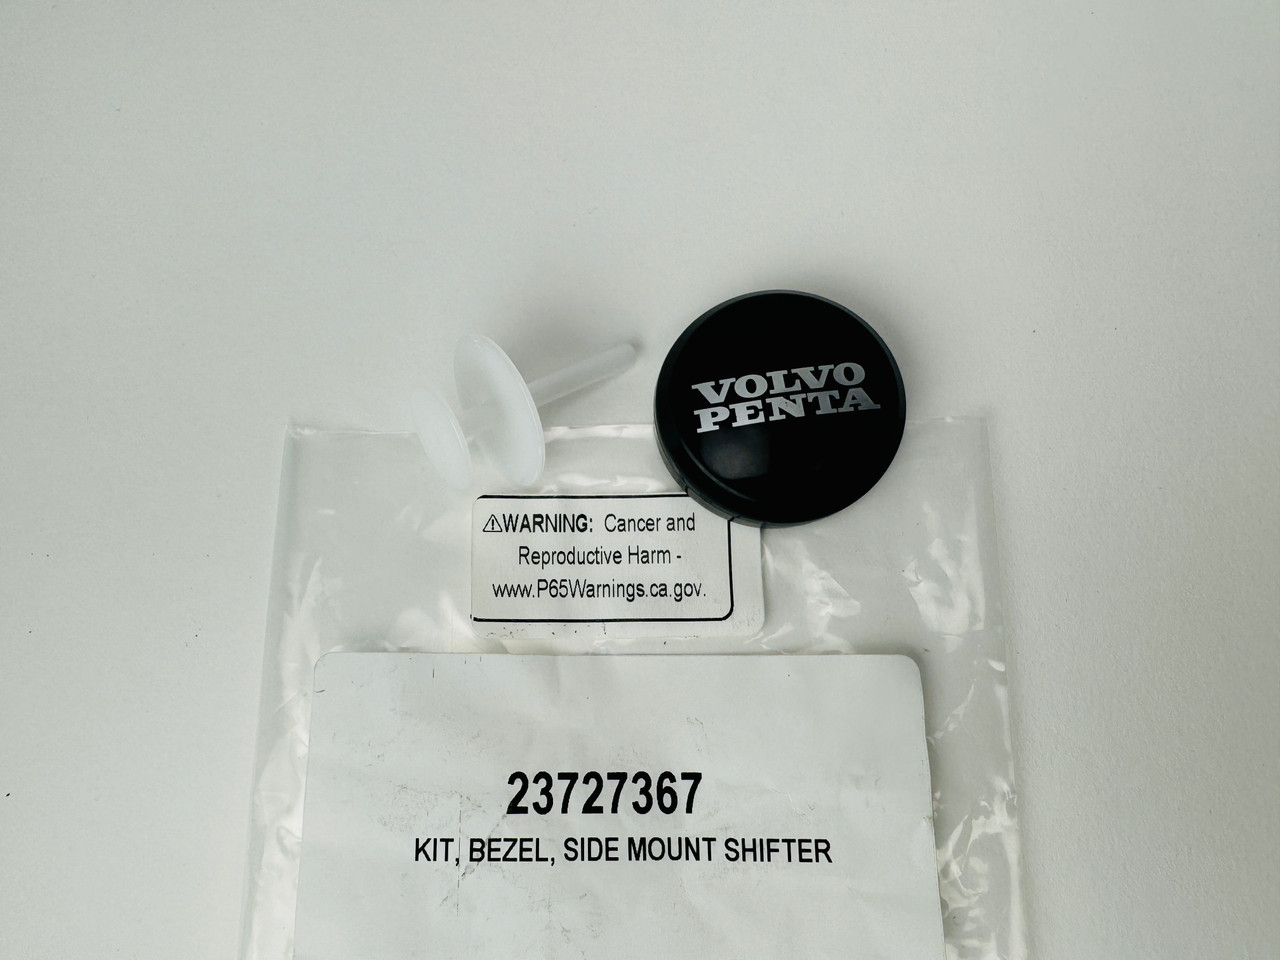 VOLVO
PENTA
⚠WARNING: Cancer and
Reproductive Harm -
www.P65Warnings.ca.gov.
23727367
KIT, BEZEL, SIDE MOUNT SHIFTER